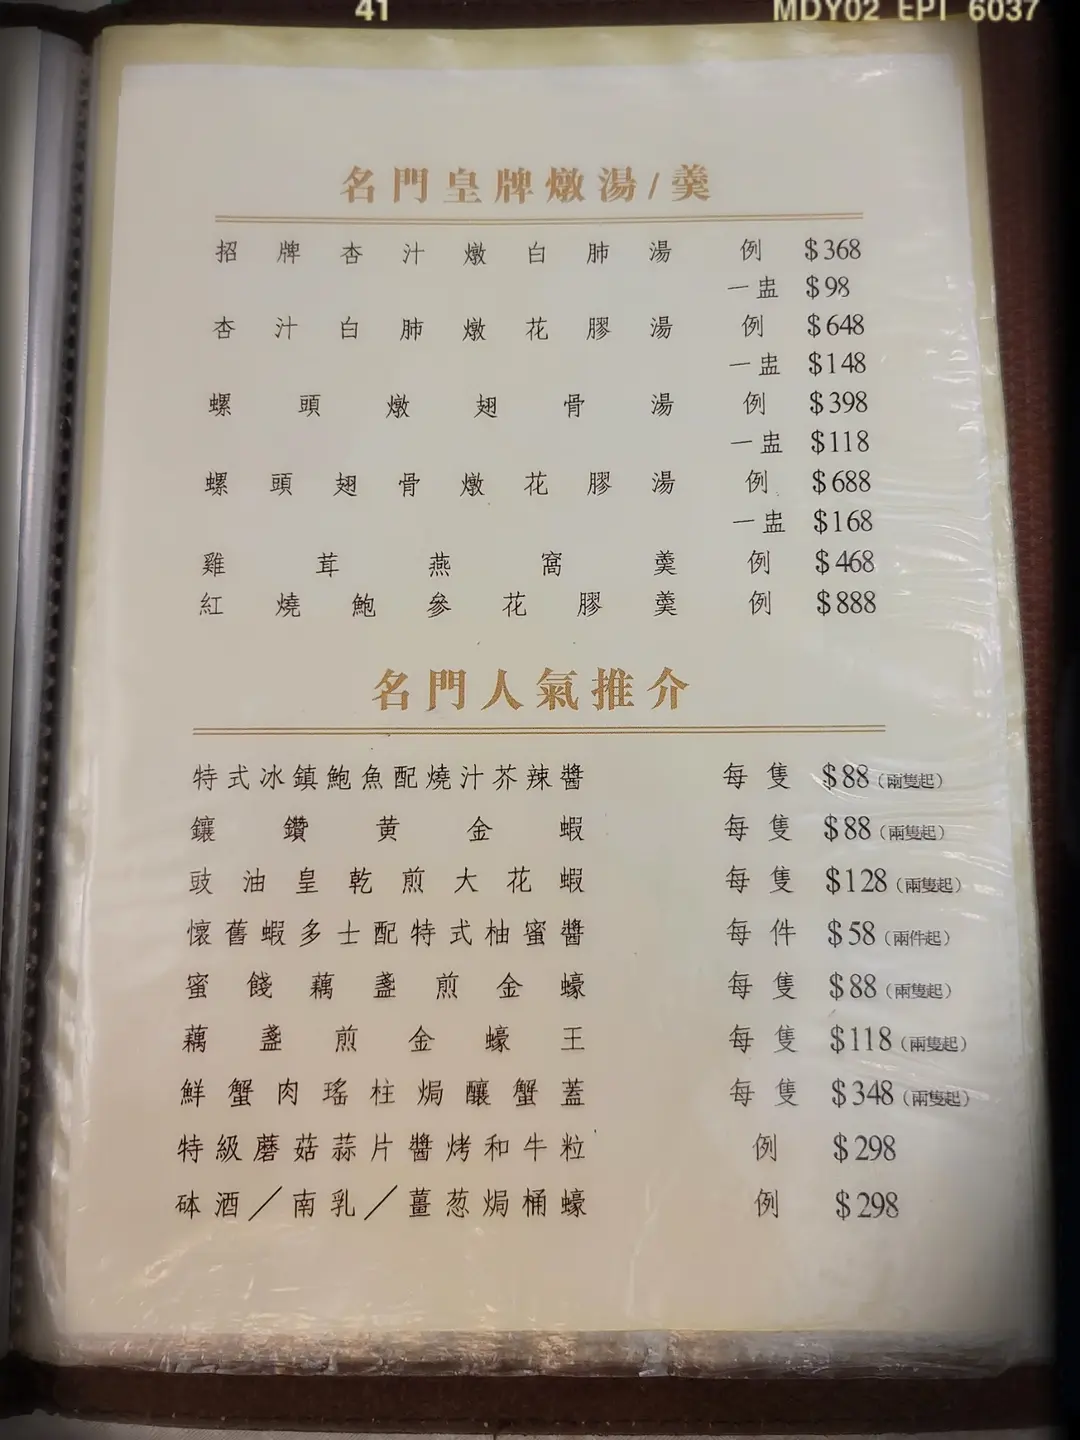 41 MDY02 EPI 6037
名門皇牌燉湯/羹
招牌杏汁燉白肺湯 例 $368
一盅 $98
杏汁白肺燉花膠湯 例 $648
一盅 $148
螺頭燉翅骨湯 例 $398
一盅 $118
螺頭翅骨燉花膠湯 例 $688
一盅 $168
雞茸燕窩羹 例 $468
紅燒鮑參花膠羹 例 $888
名門人氣推介
特式冰鎮鮑魚配燒汁芥辣醬 每隻 $88（兩隻起）
鑲鑽黃金蝦 每隻 $88（兩隻起）
豉油皇乾煎大花蝦 每隻 $128（兩隻起）
懷舊蝦多士配特式柚蜜醬 每件 $58（兩件起）
蜜餞藕盞煎金蠔 每隻 $88（兩隻起）
藕盞煎金蠔王 每隻 $118（兩隻起）
鮮蟹肉瑤柱焗釀蟹蓋 每隻 $348（兩隻起）
特級蘑菇蒜片醬烤和牛粒 例 $298
砵酒／南乳／薑葱焗桶蠔 例 $298